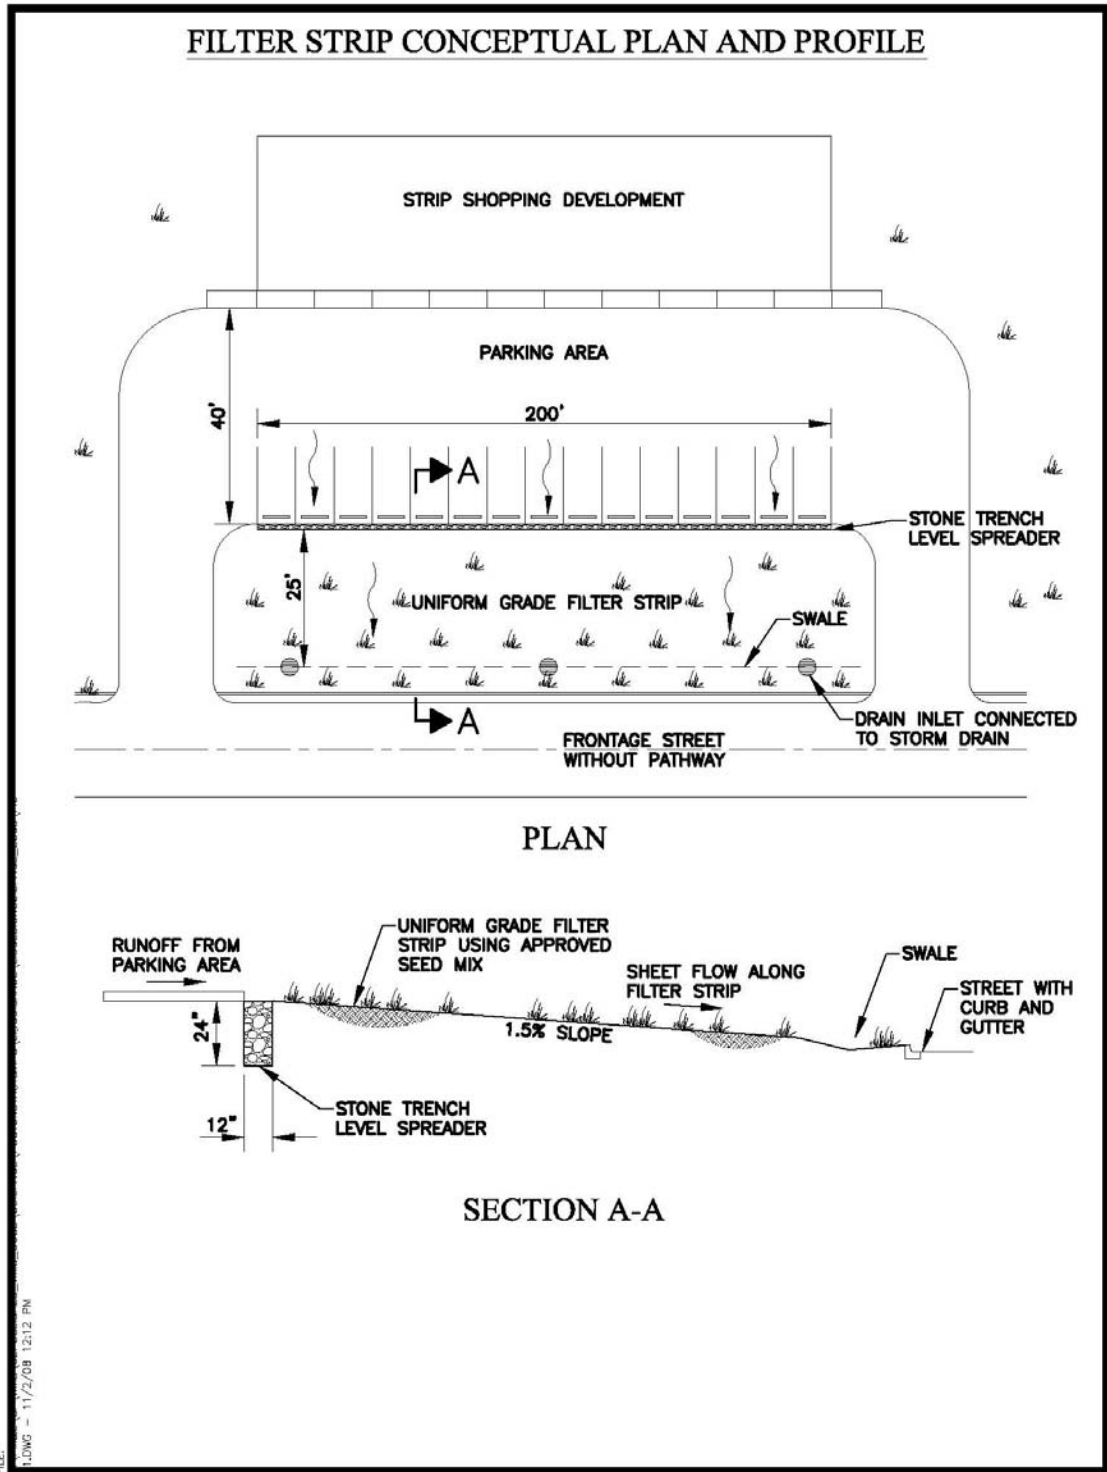 FILTER STRIP CONCEPTUAL PLAN AND PROFILE
STRIP SHOPPING DEVELOPMENT
PARKING AREA
40'
200'
A
STONE TRENCH
LEVEL SPREADER
25'
UNIFORM GRADE FILTER STRIP
SWALE
A
DRAIN INLET CONNECTED
TO STORM DRAIN
FRONTAGE STREET
WITHOUT PATHWAY
PLAN
UNIFORM GRADE FILTER
STRIP USING APPROVED
SEED MIX
RUNOFF FROM
PARKING AREA
SHEET FLOW ALONG
FILTER STRIP
SWALE
STREET WITH
CURB AND
GUTTER
24"
1.5% SLOPE
STONE TRENCH
LEVEL SPREADER
12"
SECTION A-A
1.DWG - 11/2/08 12:12 PM